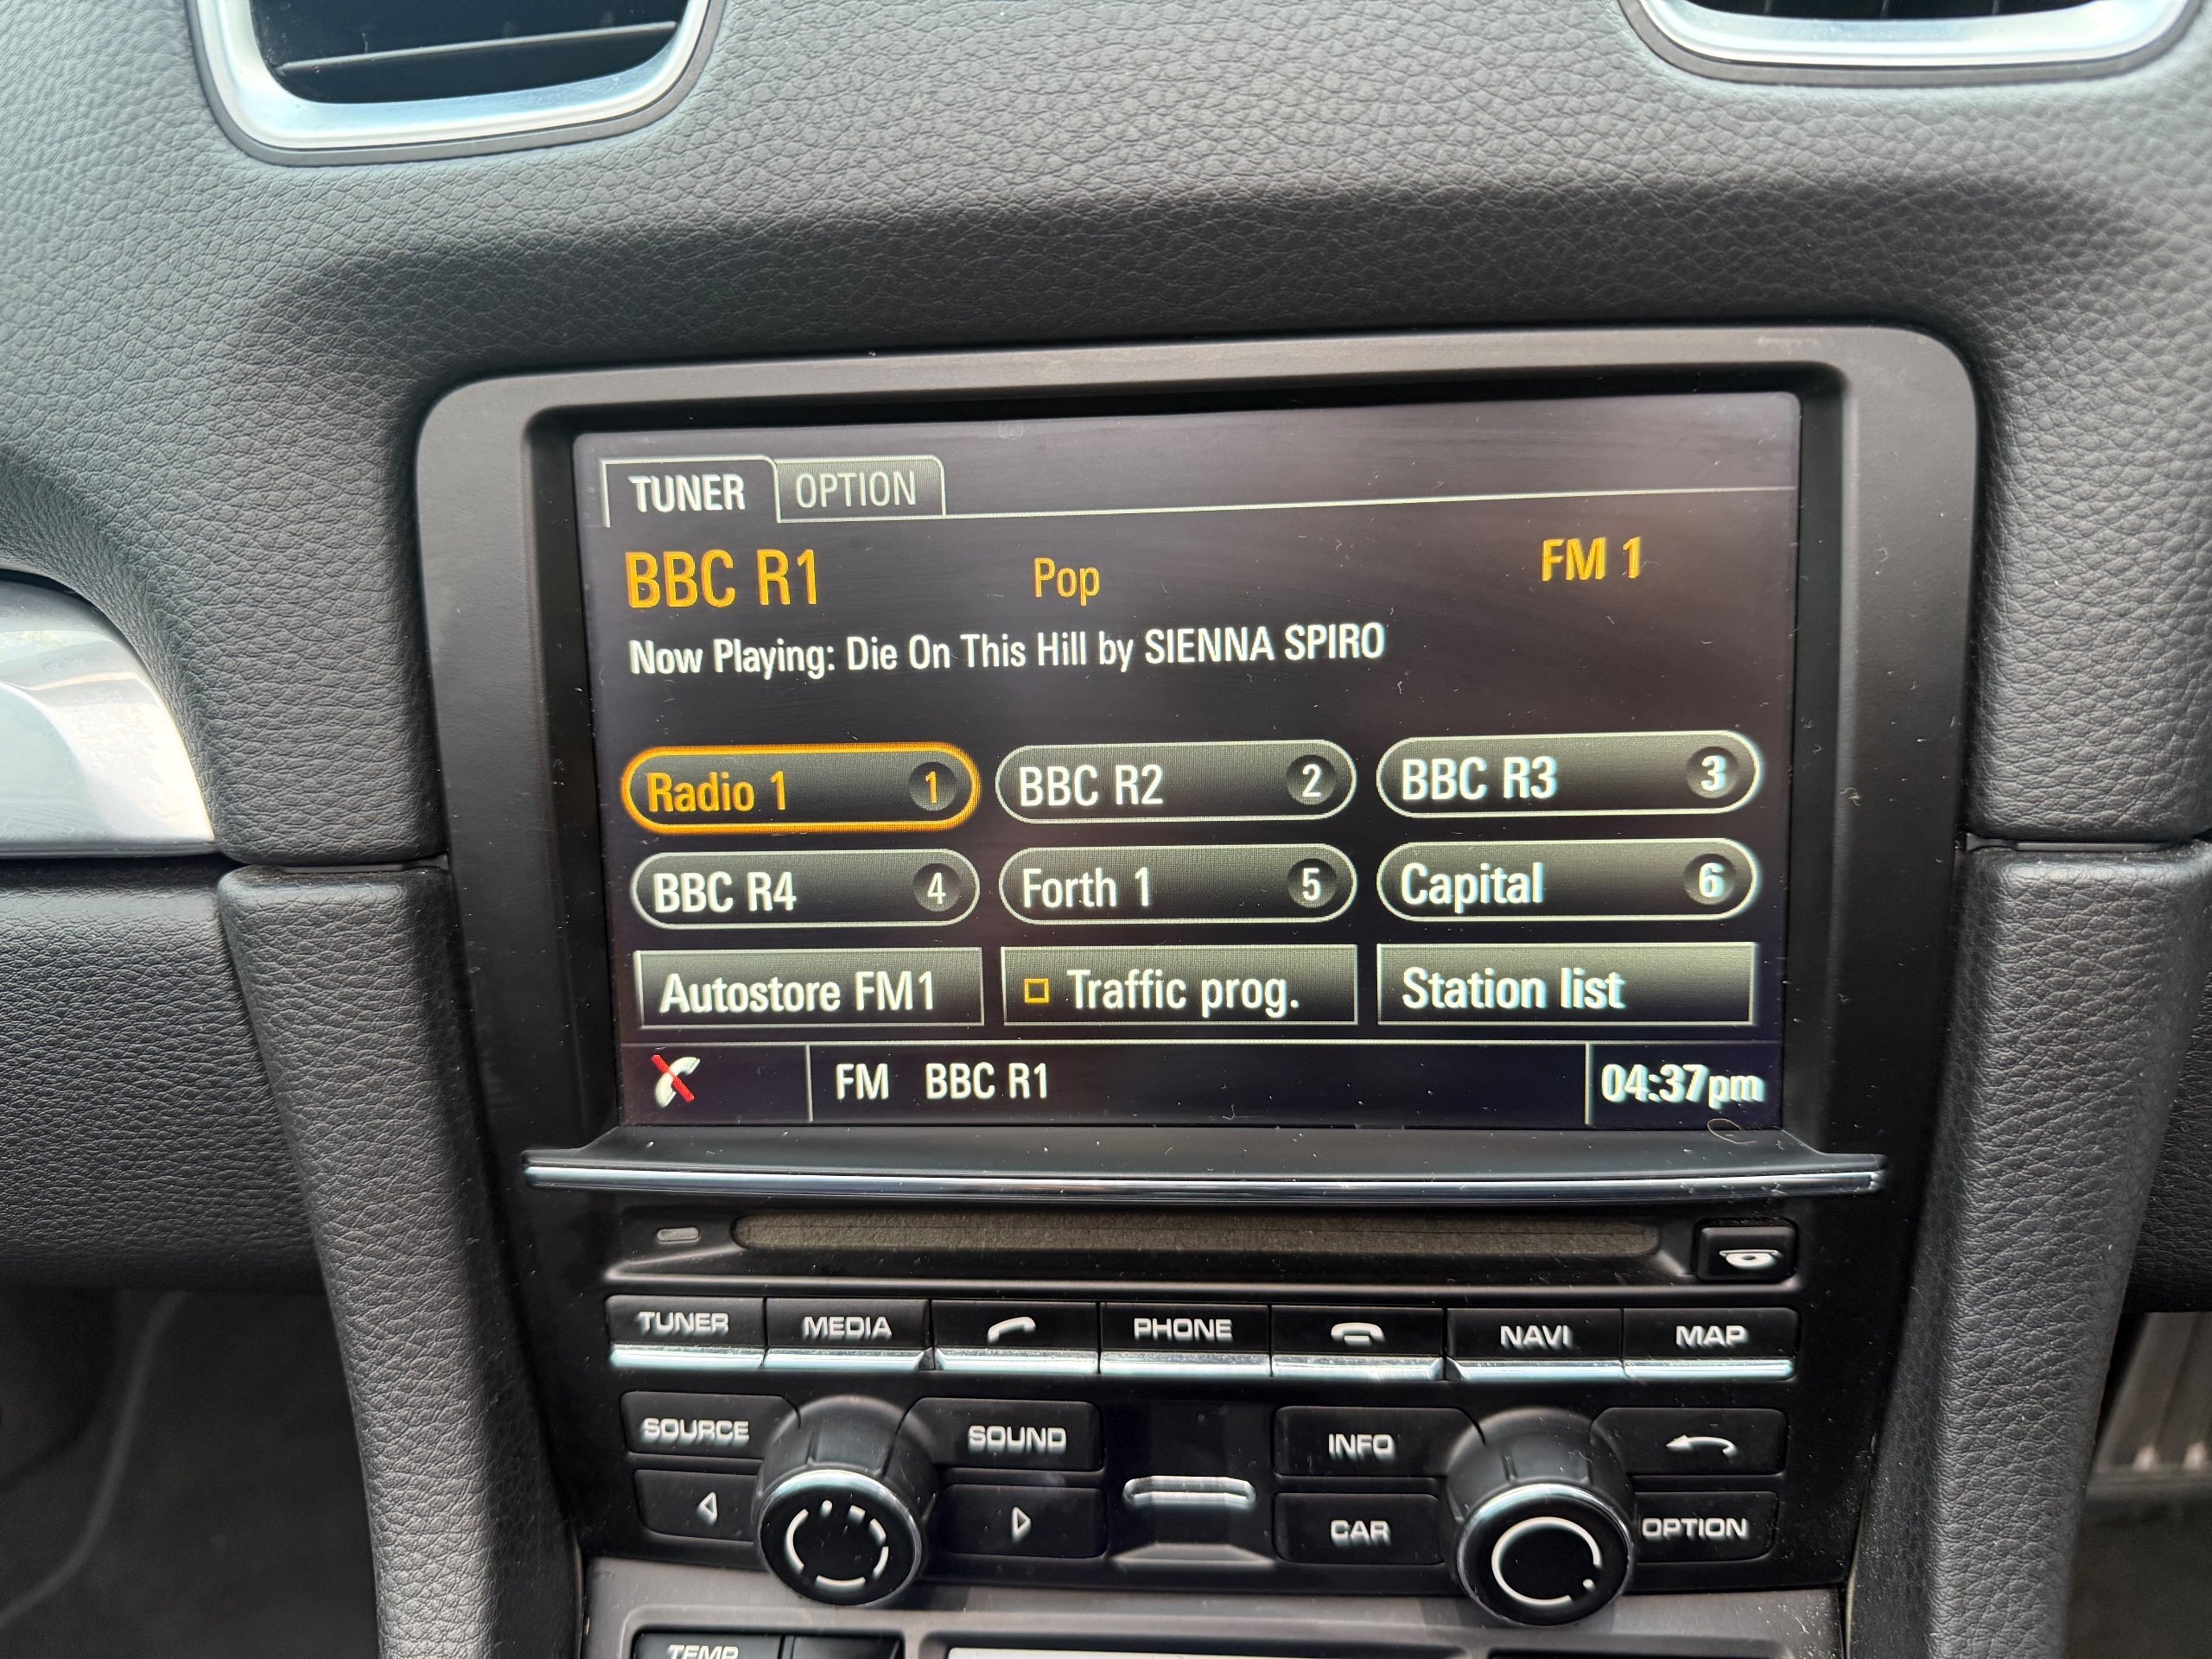 TUNER OPTION
BBC R1 Pop FM 1
Now Playing: Die On This Hill by SIENNA SPIRO
Radio 1 1 BBC R2 2 BBC R3 3
BBC R4 4 Forth 1 5 Capital 6
Autostore FM1 Traffic prog. Station list
FM BBC R1 04:37pm
TUNER MEDIA PHONE NAVI MAP
SOURCE SOUND INFO
CAR OPTION
TEMP